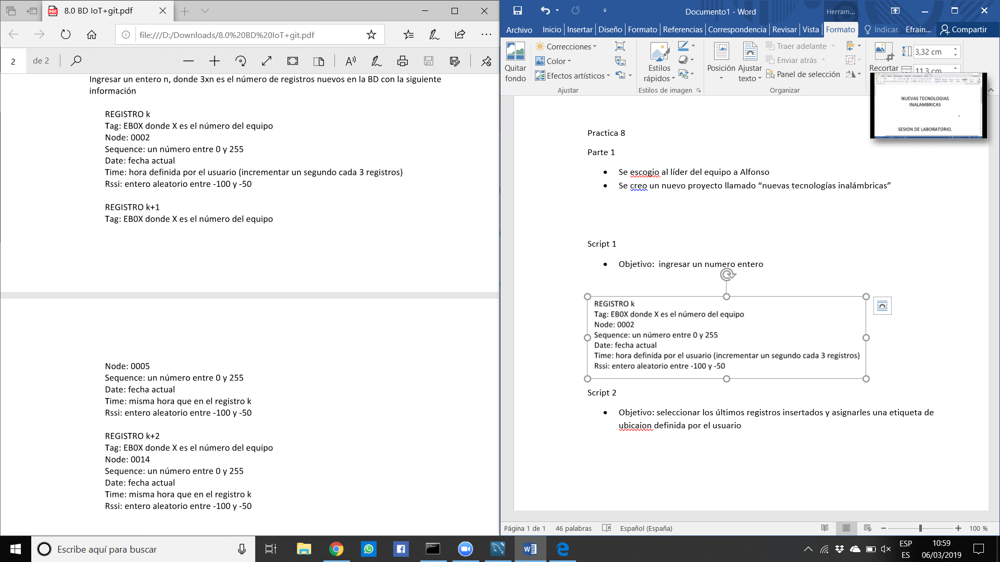 8.0 BD IoT+git.pdf
file:///D:/Downloads/8.0%20BD%20IoT+git.pdf
2 de 2
Ingresar un entero n, donde 3xn es el número de registros nuevos en la BD con la siguiente
información
REGISTRO k
Tag: EB0X donde X es el número del equipo
Node: 0002
Sequence: un número entre 0 y 255
Date: fecha actual
Time: hora definida por el usuario (incrementar un segundo cada 3 registros)
Rssi: entero aleatorio entre -100 y -50
REGISTRO k+1
Tag: EB0X donde X es el número del equipo
Node: 0005
Sequence: un número entre 0 y 255
Date: fecha actual
Time: misma hora que en el registro k
Rssi: entero aleatorio entre -100 y -50
REGISTRO k+2
Tag: EB0X donde X es el número del equipo
Node: 0014
Sequence: un número entre 0 y 255
Date: fecha actual
Time: misma hora que en el registro k
Rssi: entero aleatorio entre -100 y -50
Documento1 - Word
Herram...
Archivo Inicio Insertar Diseño Formato Referencias Correspondencia Revisar Vista Formato Indicar. Efrain... Compartir
Quitar
fondo
Correcciones
Color
Efectos artísticos
Ajustar
Estilos
rápidos
Estilos de imagen
Posición
Ajustar
texto
Traer adelante
Enviar atrás
Panel de selección
Organizar
Recortar
3,32 cm
11,3 cm
NUEVAS TECNOLOGIAS
INALAMBRICAS
SESION DE LABORATORIO.
Practica 8
Parte 1
Se escogio al líder del equipo a Alfonso
Se creo un nuevo proyecto llamado “nuevas tecnologías inalámbricas”
Script 1
Objetivo:  ingresar un numero entero
REGISTRO k
Tag: EB0X donde X es el número del equipo
Node: 0002
Sequence: un número entre 0 y 255
Date: fecha actual
Time: hora definida por el usuario (incrementar un segundo cada 3 registros)
Rssi: entero aleatorio entre -100 y -50
Script 2
Objetivo: seleccionar los últimos registros insertados y asignarles una etiqueta de
ubicaion definida por el usuario
Página 1 de 1 46 palabras Español (España) 100 %
Escribe aquí para buscar
ESP
ES
10:59
06/03/2019